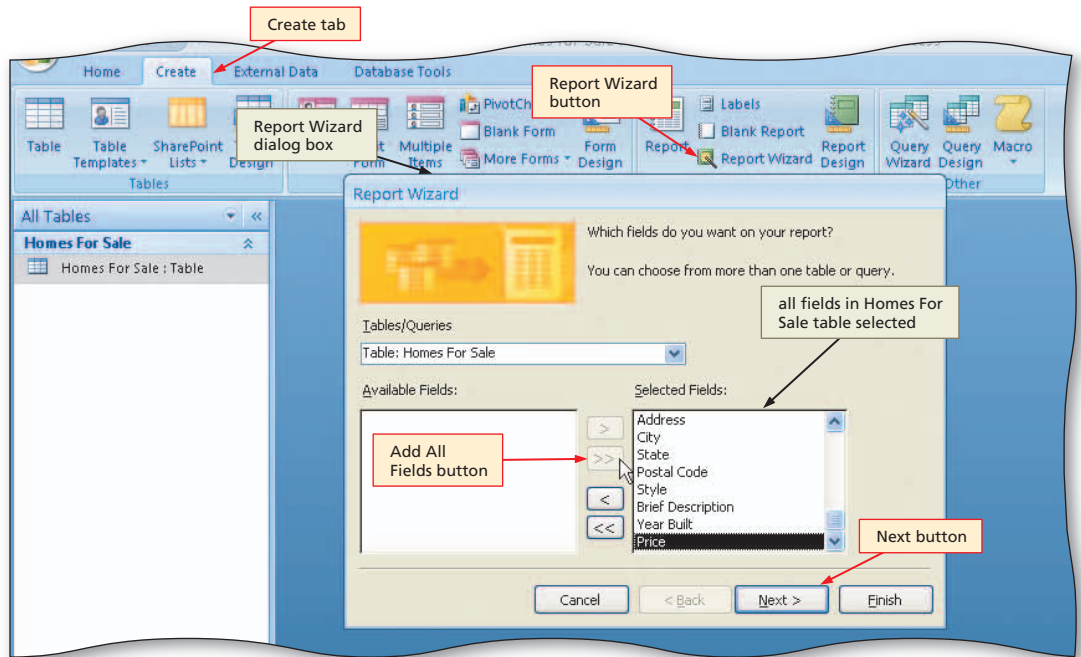 Create tab
Home Create External Data Database Tools
Report Wizard
button
Report Wizard
dialog box
Table
Table
Templates
SharePoint
Lists
Design
Tables
Form
Multiple
Items
PivotCh
Blank Form
More Forms
Form
Design
Report
Labels
Blank Report
Report Wizard
Report
Design
Query
Wizard
Query
Design
Macro
Other
All Tables
Homes For Sale
Homes For Sale : Table
Report Wizard
Which fields do you want on your report?
You can choose from more than one table or query.
all fields in Homes For
Sale table selected
Tables/Queries
Table: Homes For Sale
Available Fields:
Selected Fields:
Add All
Fields button
>
>>
<
<<
Address
City
State
Postal Code
Style
Brief Description
Year Built
Price
Next button
Cancel
< Back
Next >
Finish